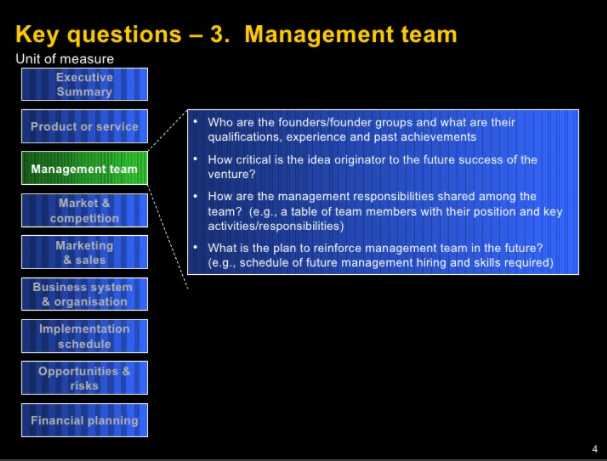 Key questions – 3.  Management team
Unit of measure
Executive
Summary
Product or service
Management team
Market &
competition
Marketing
& sales
Business system
& organisation
Implementation
schedule
Opportunities &
risks
Financial planning
• Who are the founders/founder groups and what are their
qualifications, experience and past achievements
• How critical is the idea originator to the future success of the
venture?
• How are the management responsibilities shared among the
team?  (e.g., a table of team members with their position and key
activities/responsibilities)
• What is the plan to reinforce management team in the future?
(e.g., schedule of future management hiring and skills required)
4